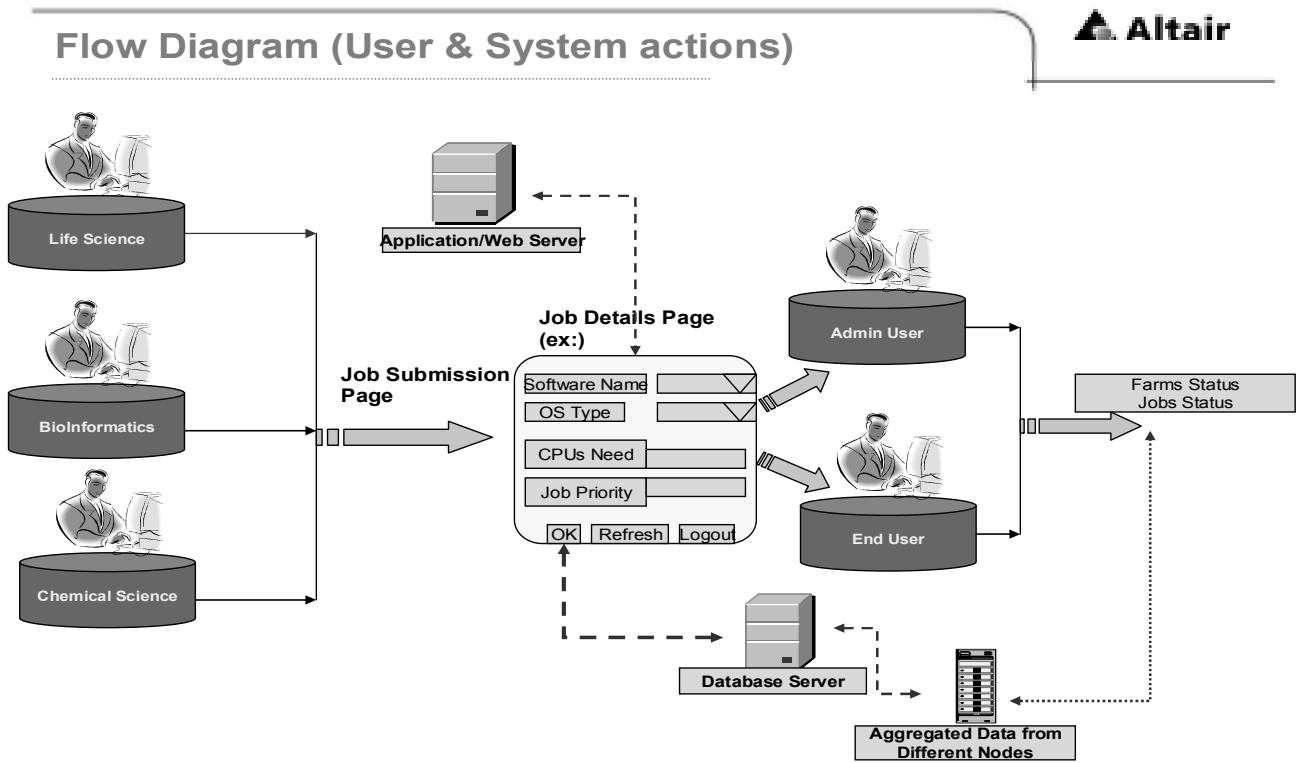 Flow Diagram (User & System actions)
Altair
Life Science
BioInformatics
Chemical Science
Application/Web Server
Job Submission
Page
Job Details Page
(ex:)
Software Name
OS Type
CPUs Need
Job Priority
OK Refresh Logout
Admin User
End User
Farms Status
Jobs Status
Database Server
Aggregated Data from
Different Nodes